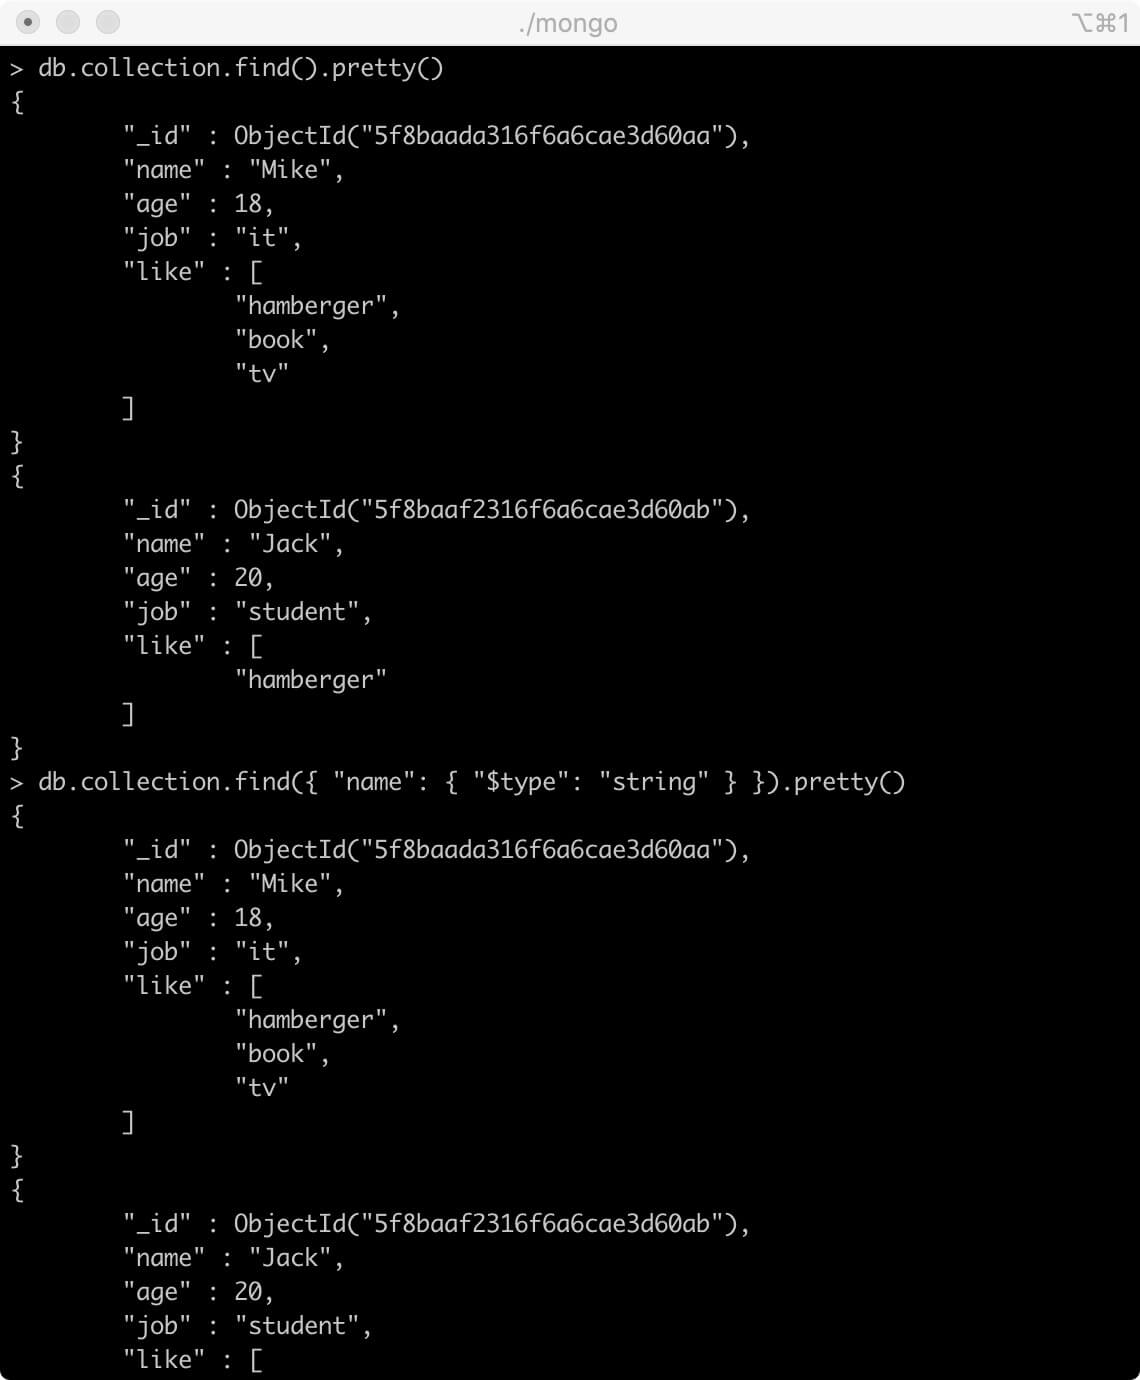 ./mongo
⌥⌘1
> db.collection.find().pretty()
{
"_id" : ObjectId("5f8baada316f6a6cae3d60aa"),
"name" : "Mike",
"age" : 18,
"job" : "it",
"like" : [
"hamberger",
"book",
"tv"
]
}
{
"_id" : ObjectId("5f8baaf2316f6a6cae3d60ab"),
"name" : "Jack",
"age" : 20,
"job" : "student",
"like" : [
"hamberger"
]
}
> db.collection.find({ "name": { "$type": "string" } }).pretty()
{
"_id" : ObjectId("5f8baada316f6a6cae3d60aa"),
"name" : "Mike",
"age" : 18,
"job" : "it",
"like" : [
"hamberger",
"book",
"tv"
]
}
{
"_id" : ObjectId("5f8baaf2316f6a6cae3d60ab"),
"name" : "Jack",
"age" : 20,
"job" : "student",
"like" : [